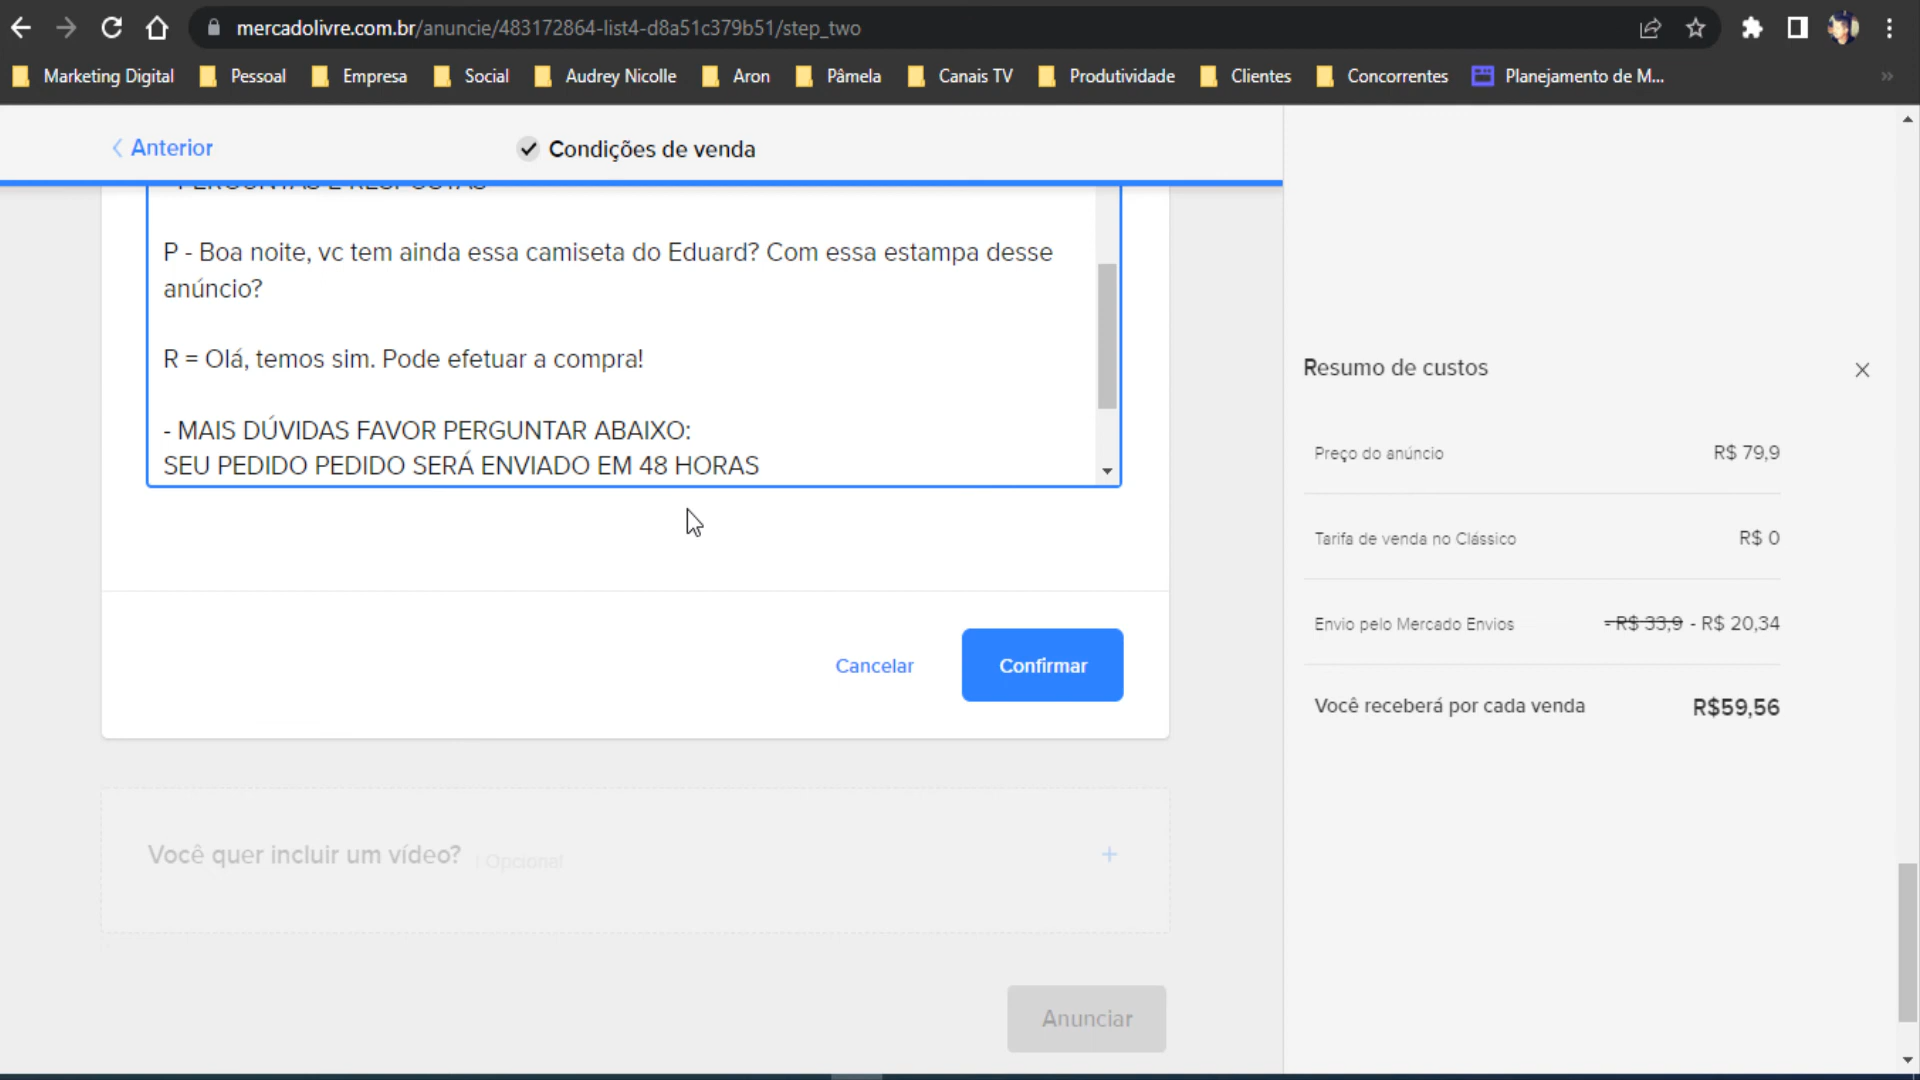 mercadolivre.com.br/anuncie/483172864-list4-d8a51c379b51/step_two
Marketing Digital Pessoal Empresa Social Audrey Nicolle Aron Pâmela Canais TV Produtividade Clientes Concorrentes Planejamento de M...
Anterior
Condições de venda
- PERGUNTAS E RESPOSTAS
P - Boa noite, vc tem ainda essa camiseta do Eduard? Com essa estampa desse
anúncio?
R = Olá, temos sim. Pode efetuar a compra!
- MAIS DÚVIDAS FAVOR PERGUNTAR ABAIXO:
SEU PEDIDO PEDIDO SERÁ ENVIADO EM 48 HORAS
Cancelar
Confirmar
Você quer incluir um vídeo? | Opcional
Anunciar
Resumo de custos
Preço do anúncio R$ 79,9
Tarifa de venda no Clássico R$ 0
Envio pelo Mercado Envios - R$ 33,9 - R$ 20,34
Você receberá por cada venda R$59,56